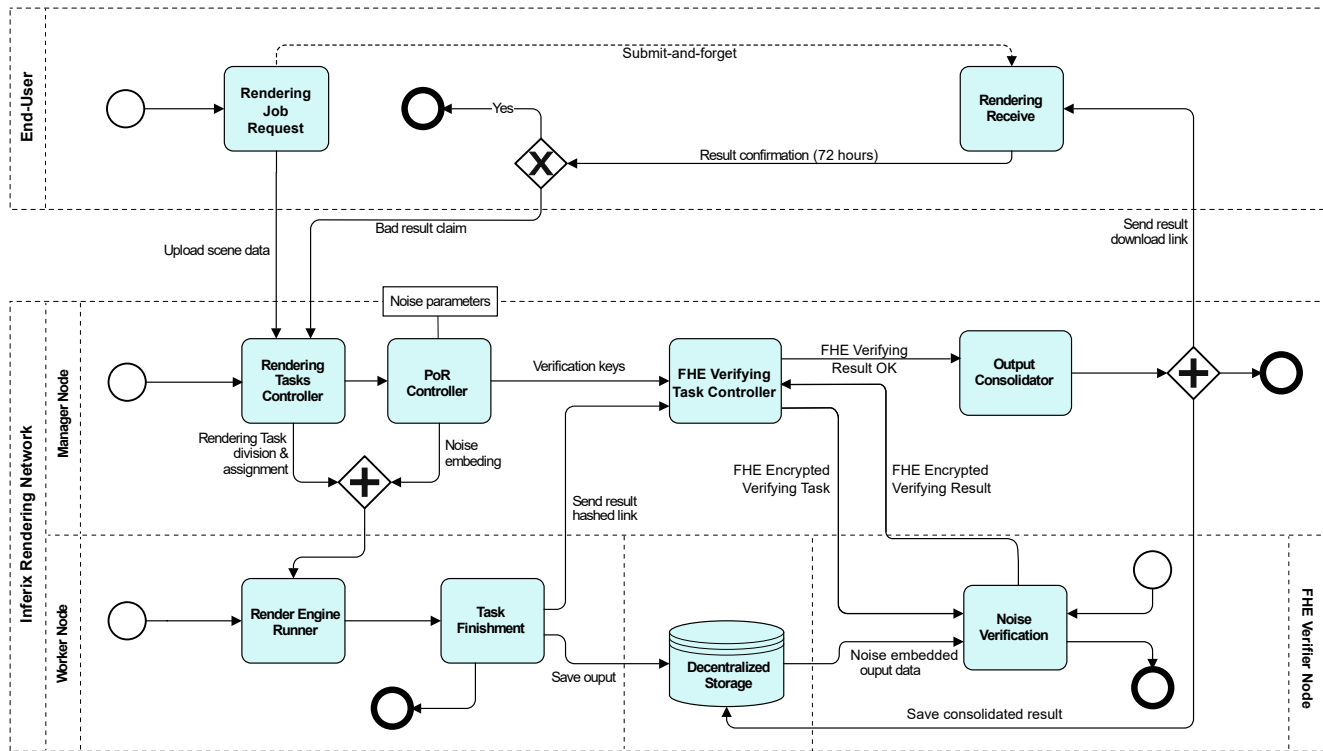 End-User
Submit-and-forget
Rendering
Job
Request
Yes
X
Rendering
Receive
Result confirmation (72 hours)
Bad result claim
Upload scene data
Send result
download link
Inferix Rendering Network
Manager Node
Noise parameters
Rendering
Tasks
Controller
PoR
Controller
Verification keys
FHE Verifying
Task Controller
FHE Verifying
Result OK
Output
Consolidator
Rendering Task
division &
assignment
Noise
embeding
Send result
hashed link
FHE Encrypted
Verifying Task
FHE Encrypted
Verifying Result
Worker Node
Render Engine
Runner
Task
Finishment
Save ouput
Decentralized
Storage
Noise embedded
ouput data
Noise
Verification
Save consolidated result
FHE Verifier Node